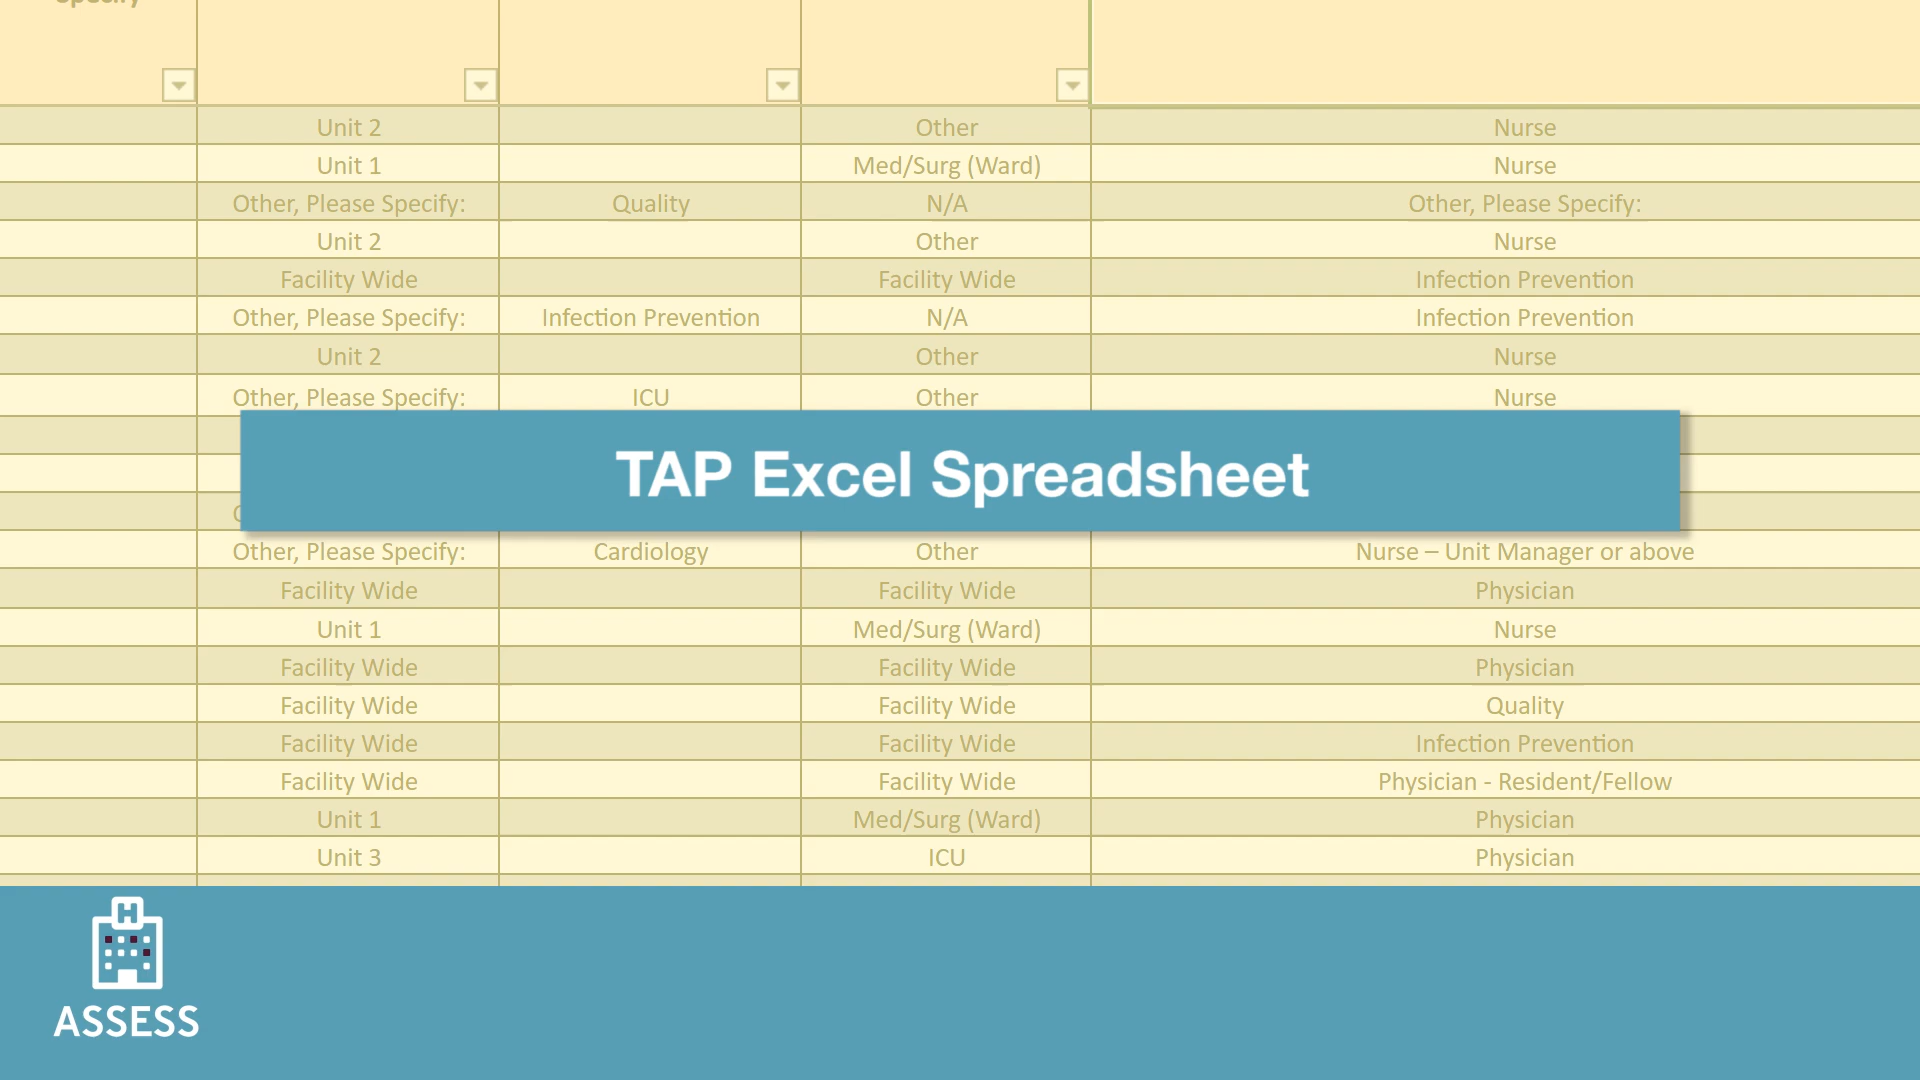 Specify
Unit 2 Other Nurse
Unit 1 Med/Surg (Ward) Nurse
Other, Please Specify: Quality N/A Other, Please Specify:
Unit 2 Other Nurse
Facility Wide Facility Wide Infection Prevention
Other, Please Specify: Infection Prevention N/A Infection Prevention
Unit 2 Other Nurse
Other, Please Specify: ICU Other Nurse
TAP Excel Spreadsheet
Other, Please Specify: Cardiology Other Nurse – Unit Manager or above
Facility Wide Facility Wide Physician
Unit 1 Med/Surg (Ward) Nurse
Facility Wide Facility Wide Physician
Facility Wide Facility Wide Quality
Facility Wide Facility Wide Infection Prevention
Facility Wide Facility Wide Physician - Resident/Fellow
Unit 1 Med/Surg (Ward) Physician
Unit 3 ICU Physician
H
ASSESS